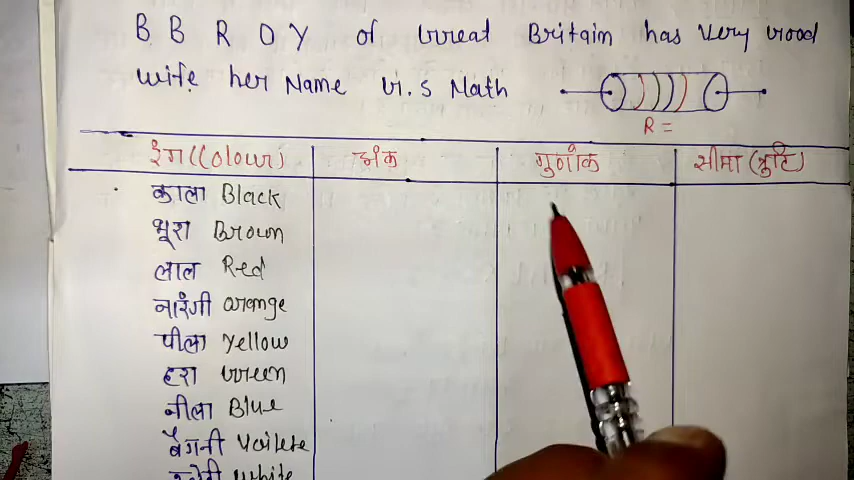 B B R O Y of Great Britain has Very Good
wife her Name G.S Math
R =
रंग (Colour) अंक गुणांक सीमा (त्रुटि)
काला Black
भूरा Brown
लाल Red
नारंगी orange
पीला Yellow
हरा Green
नीला Blue
बैगनी Voilete
White